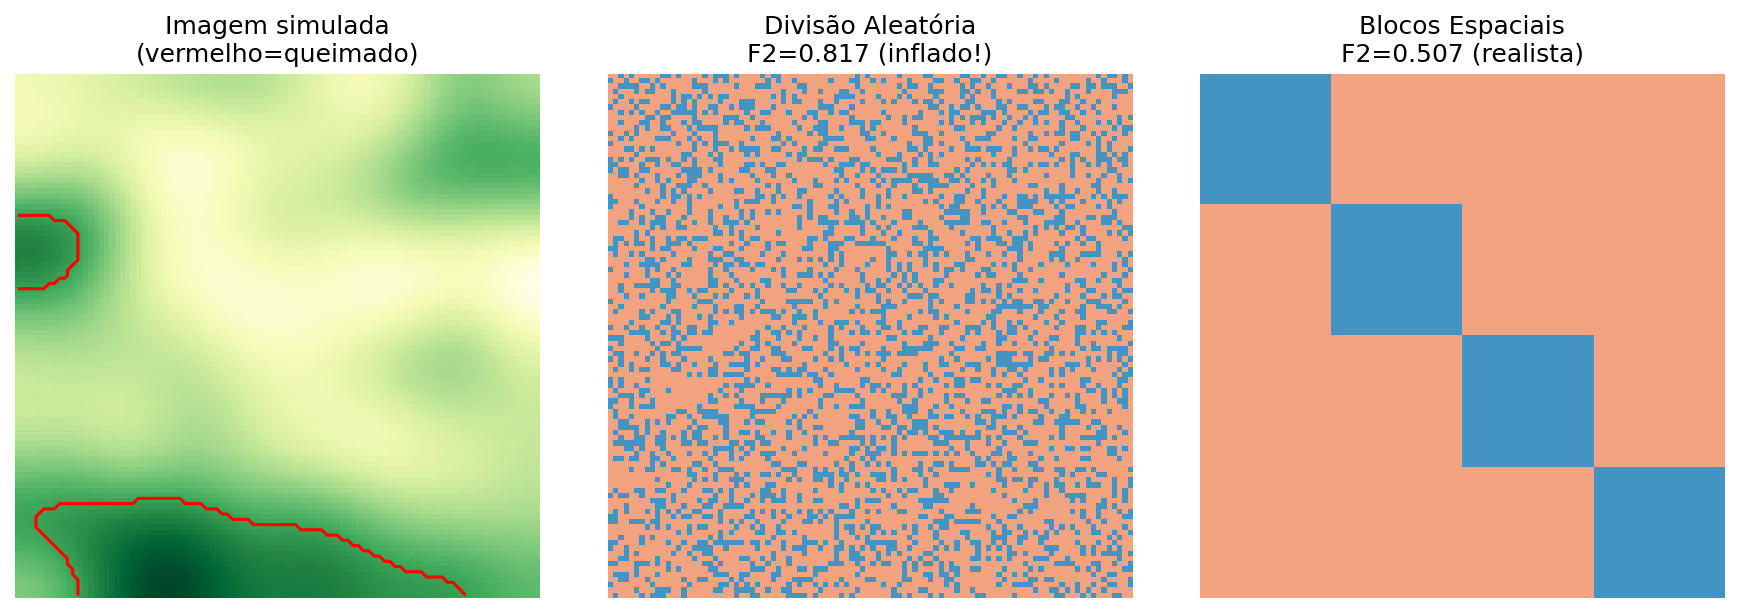 Imagem simulada
(vermelho=queimado)
Divisão Aleatória
F2=0.817 (inflado!)
Blocos Espaciais
F2=0.507 (realista)